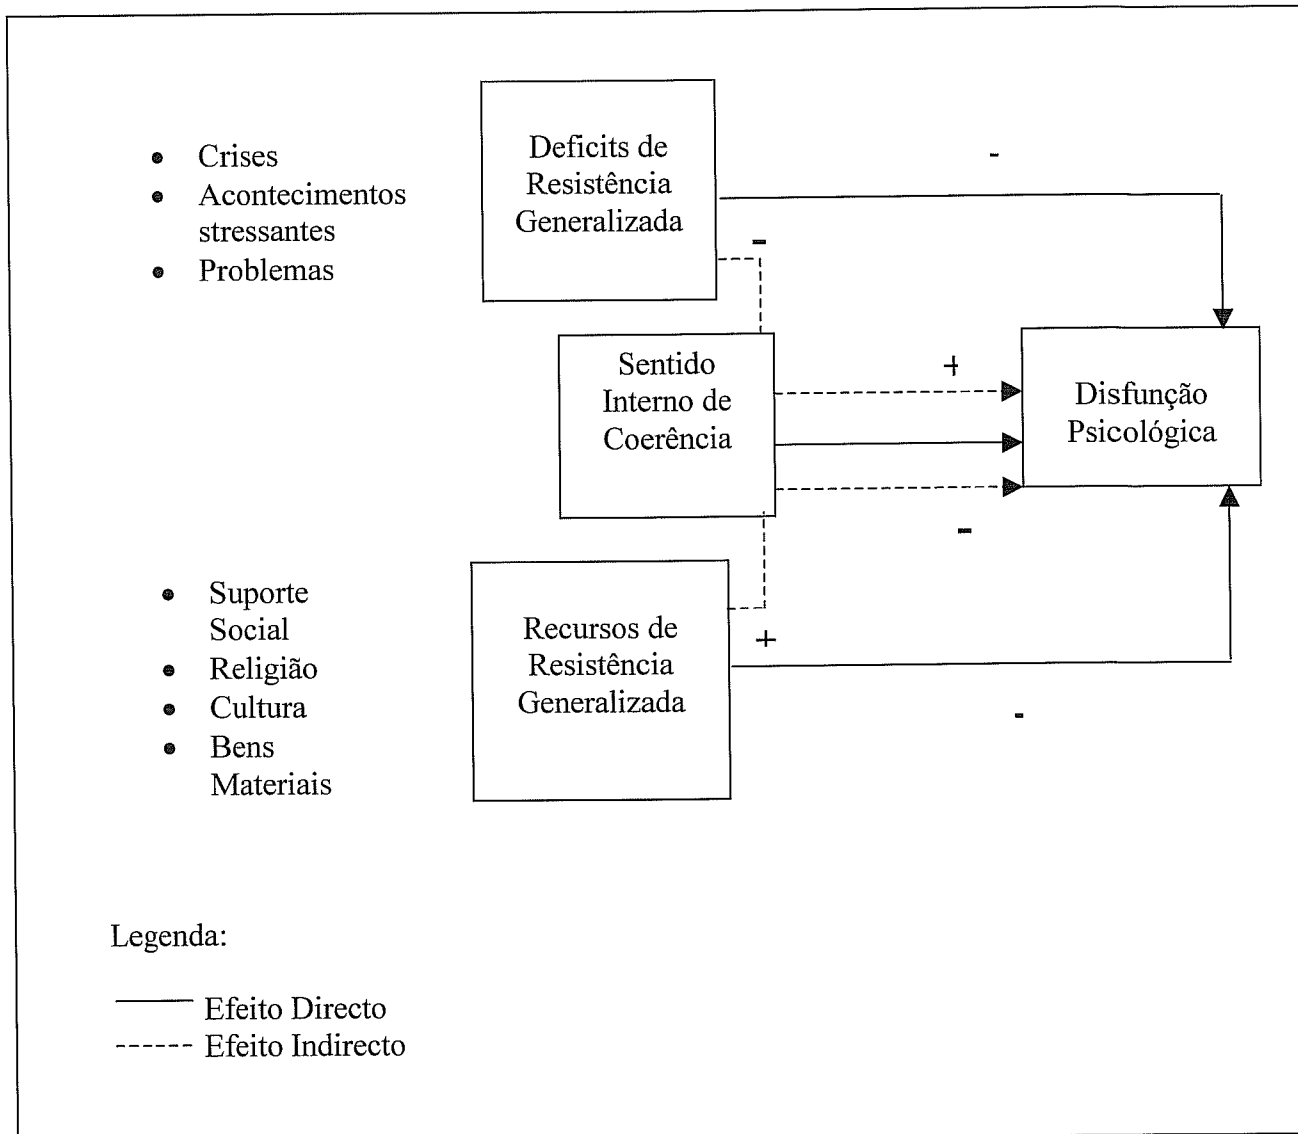 • Crises
• Acontecimentos
stressantes
• Problemas
Deficits de
Resistência
Generalizada
-
-
Sentido
Interno de
Coerência
+
-
Disfunção
Psicológica
• Suporte
Social
• Religião
• Cultura
• Bens
Materiais
Recursos de
Resistência
Generalizada
+
-
Legenda:
Efeito Directo
Efeito Indirecto